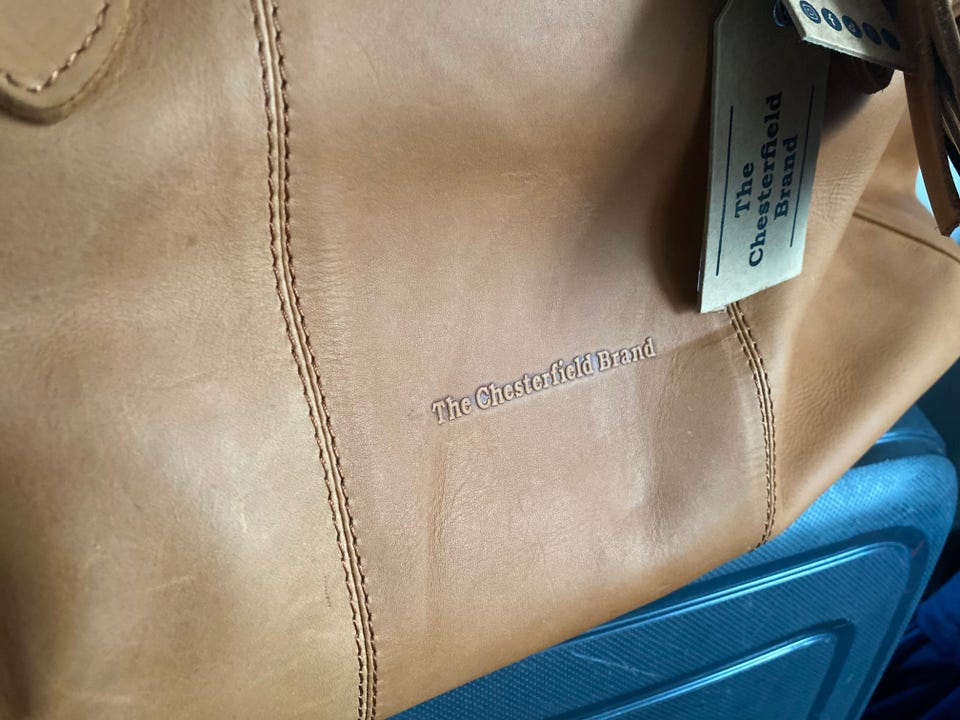 The
Chesterfield
Brand
The Chesterfield Brand